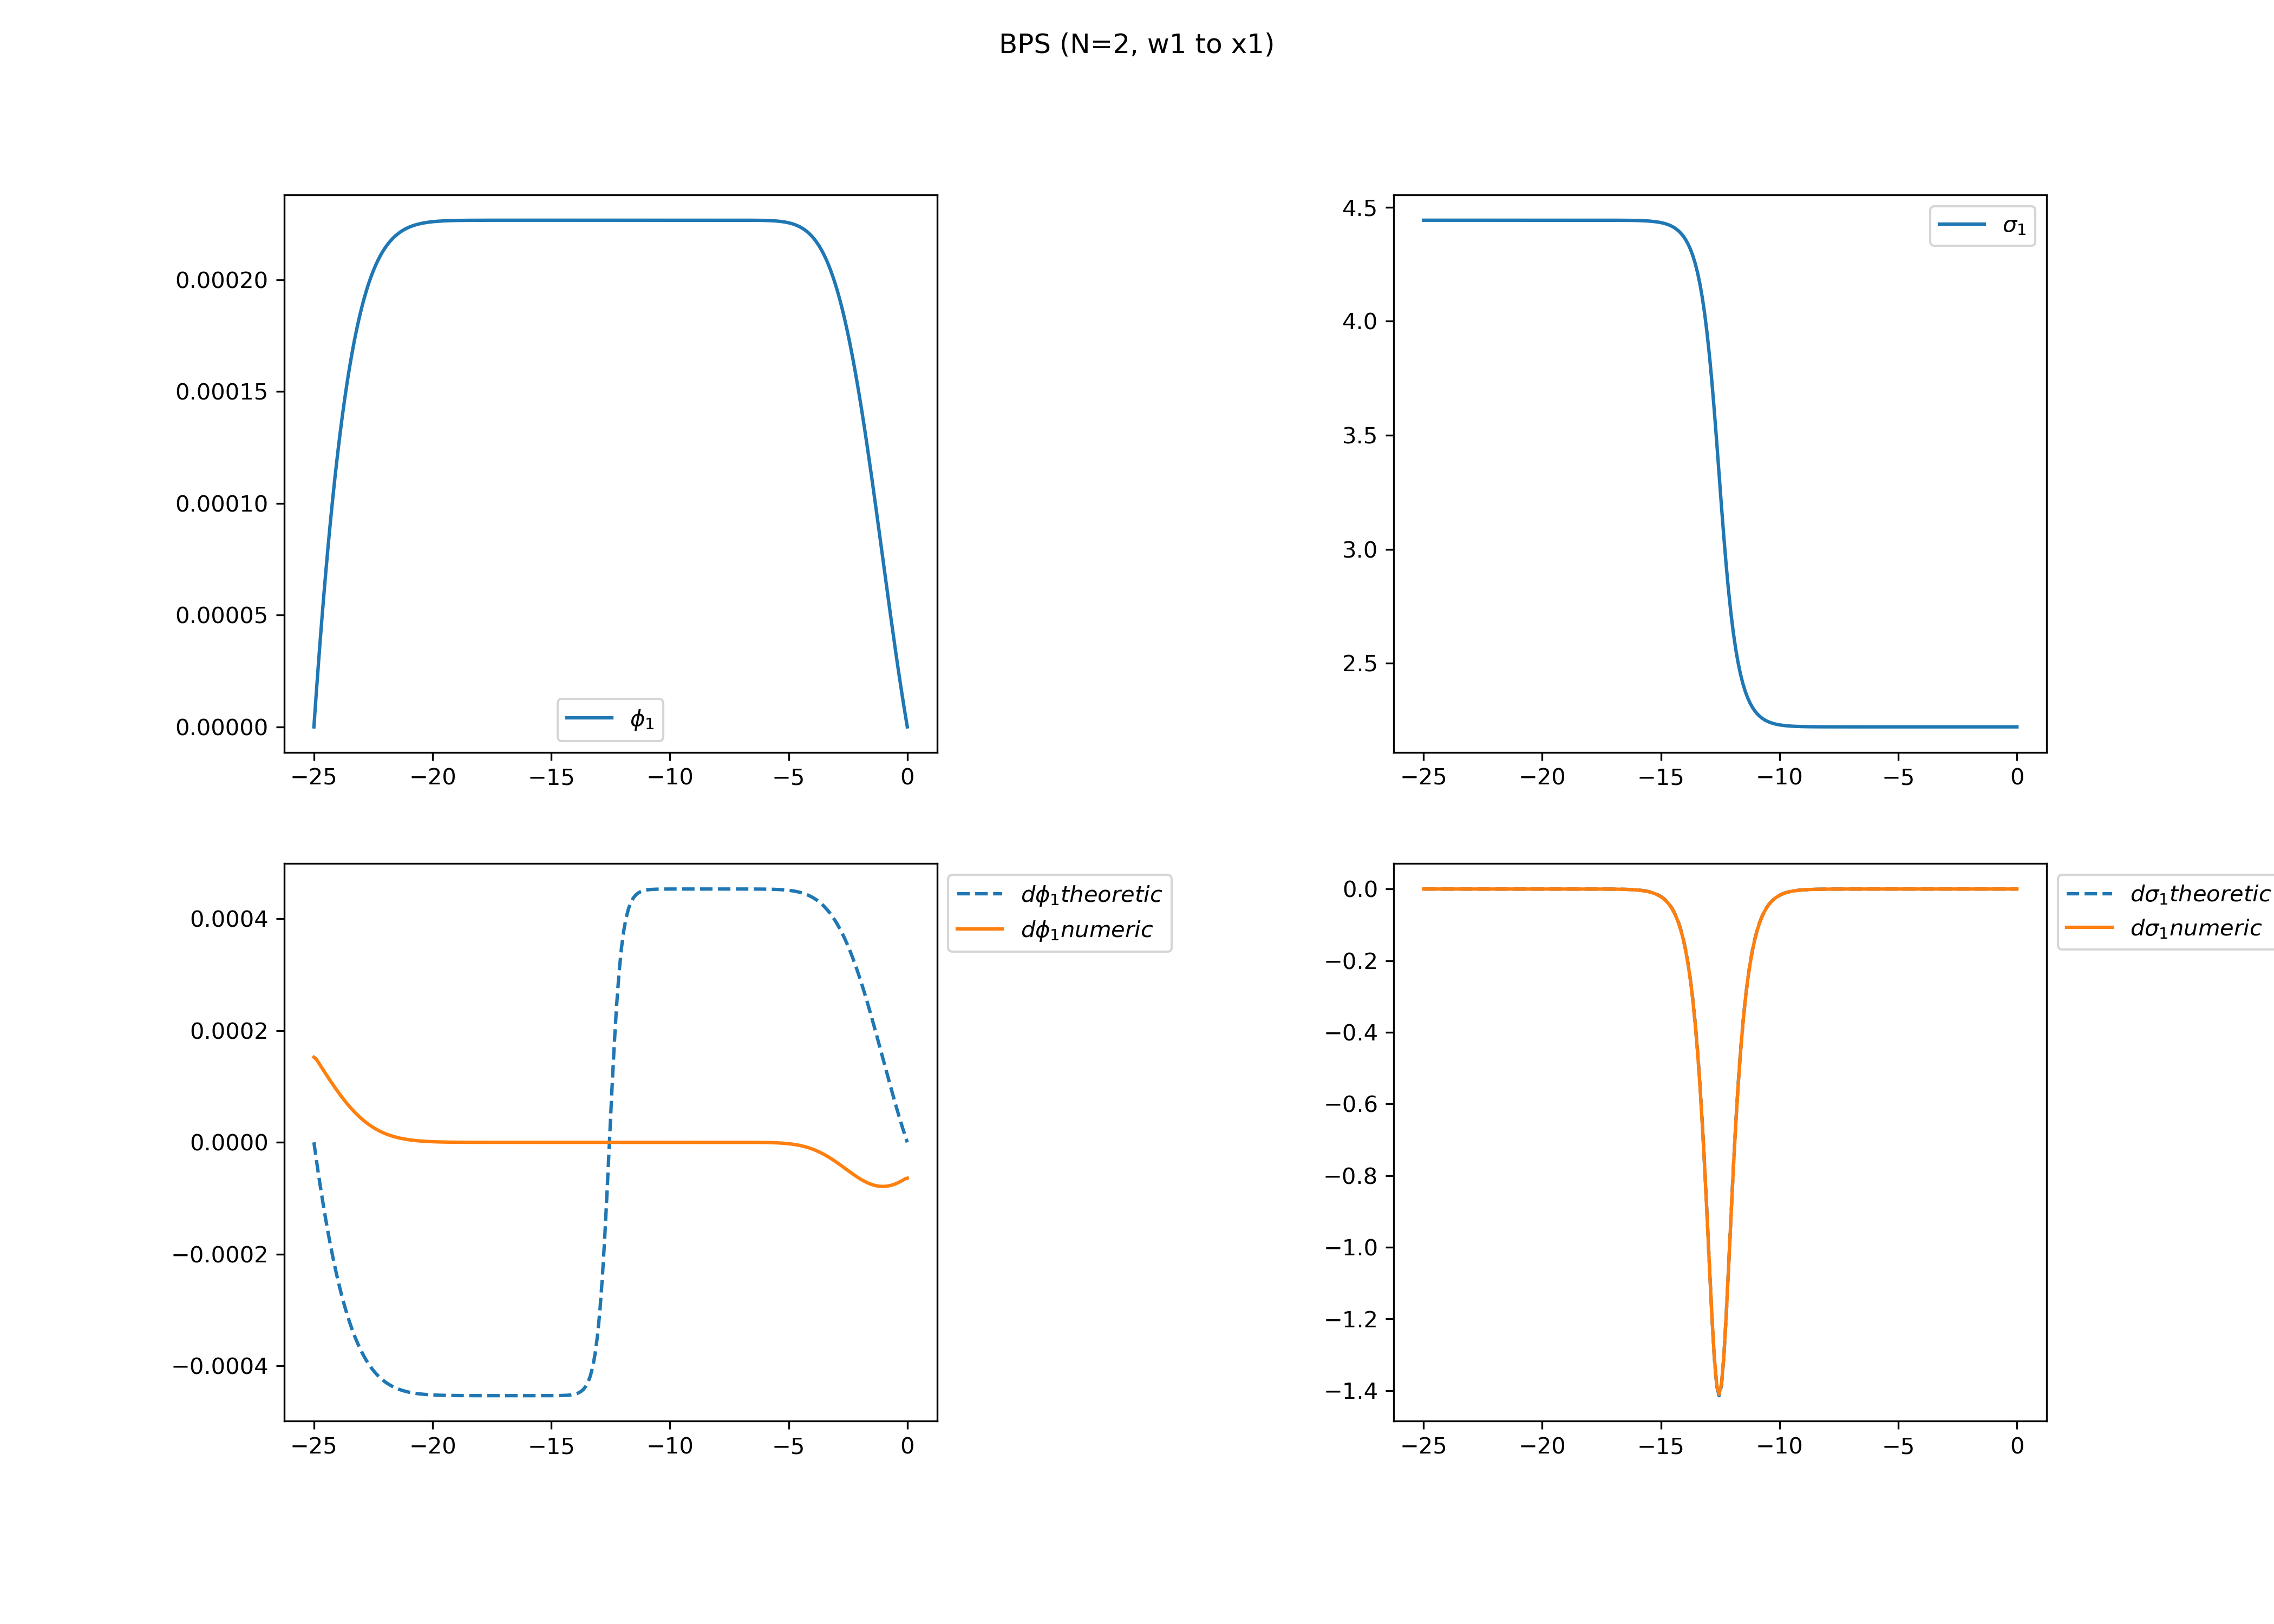 BPS (N=2, w1 to x1)
0.00020
0.00015
0.00010
0.00005
0.00000
ϕ₁
−25 −20 −15 −10 −5 0
4.5
4.0
3.5
3.0
2.5
σ₁
−25 −20 −15 −10 −5 0
0.0004
0.0002
0.0000
−0.0002
−0.0004
dϕ₁theoretic
dϕ₁numeric
−25 −20 −15 −10 −5 0
0.0
−0.2
−0.4
−0.6
−0.8
−1.0
−1.2
−1.4
dσ₁theoretic
dσ₁numeric
−25 −20 −15 −10 −5 0